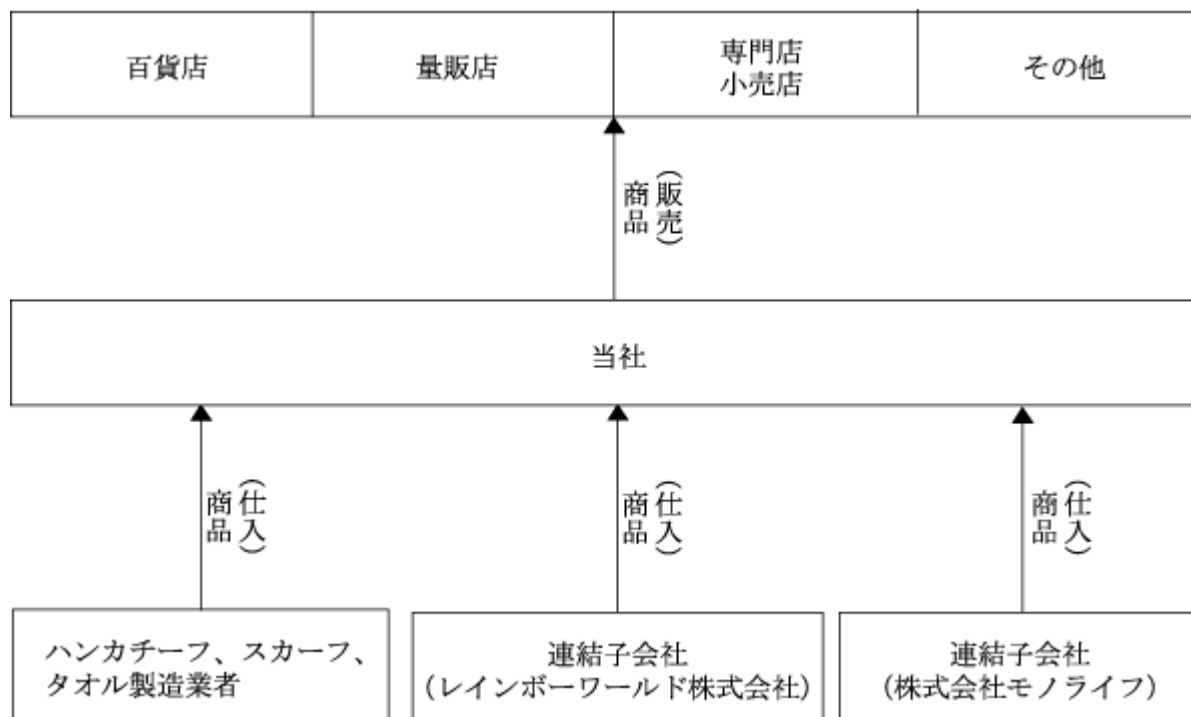 百貨店
量販店
専門店
小売店
その他
商品
（販売）
当社
商品
（仕入）
商品
（仕入）
商品
（仕入）
ハンカチーフ、スカーフ、
タオル製造業者
連結子会社
（レインボーワールド株式会社）
連結子会社
（株式会社モノライフ）